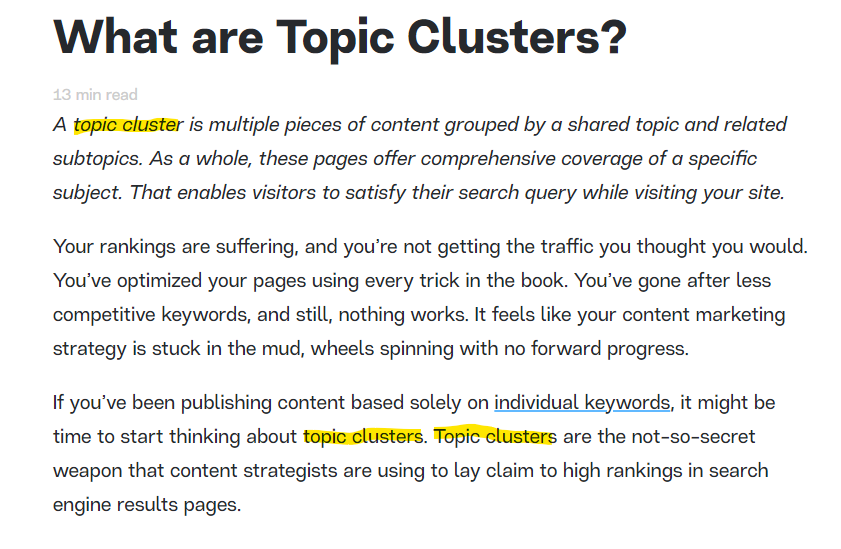 What are Topic Clusters?
13 min read
A topic cluster is multiple pieces of content grouped by a shared topic and related
subtopics. As a whole, these pages offer comprehensive coverage of a specific
subject. That enables visitors to satisfy their search query while visiting your site.
Your rankings are suffering, and you’re not getting the traffic you thought you would.
You’ve optimized your pages using every trick in the book. You’ve gone after less
competitive keywords, and still, nothing works. It feels like your content marketing
strategy is stuck in the mud, wheels spinning with no forward progress.
If you’ve been publishing content based solely on individual keywords, it might be
time to start thinking about topic clusters. Topic clusters are the not-so-secret
weapon that content strategists are using to lay claim to high rankings in search
engine results pages.